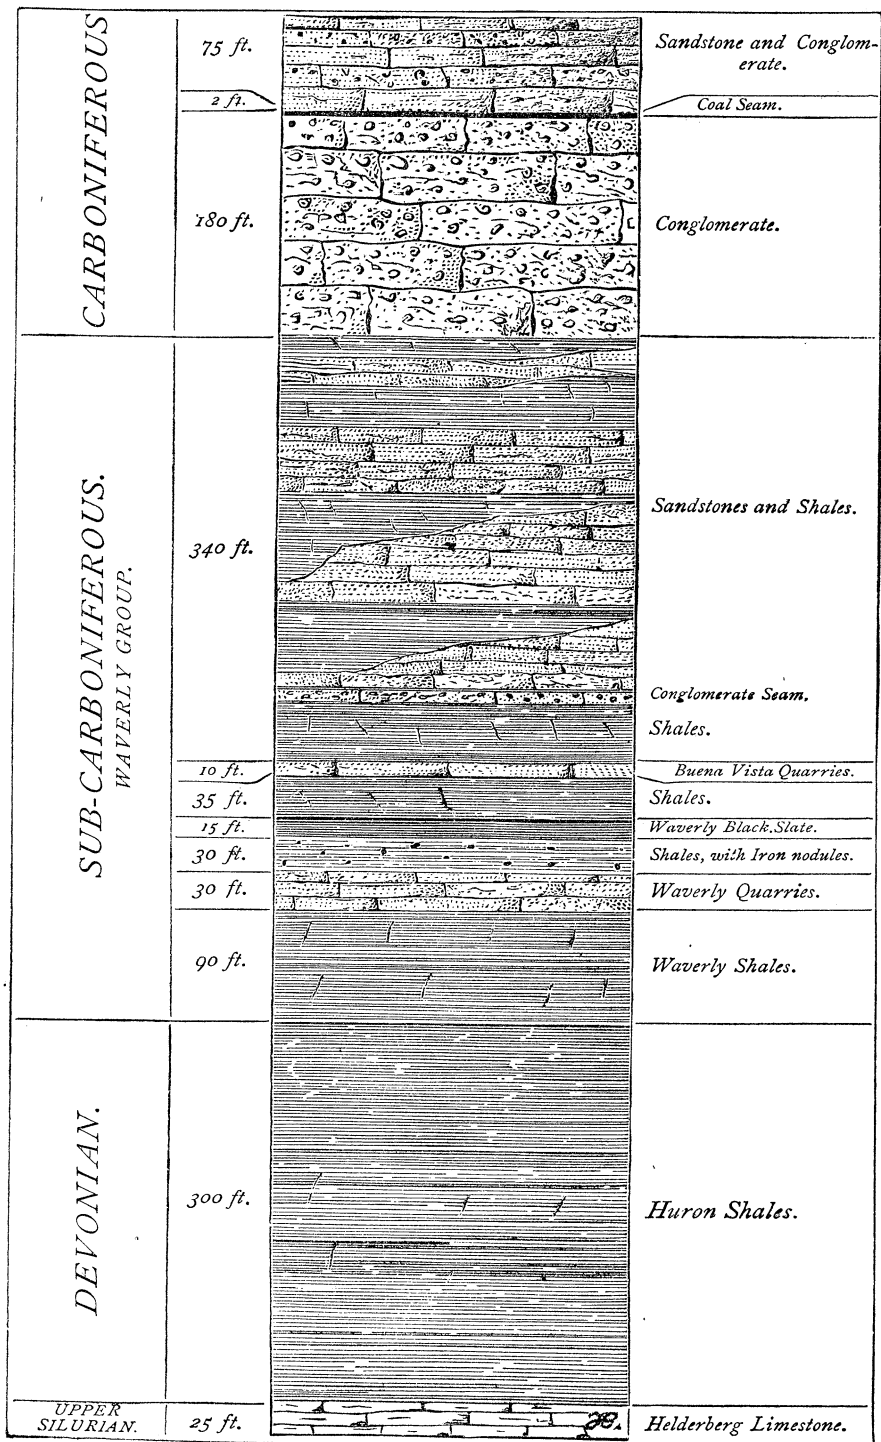 CARBONIFEROUS
75 ft.
Sandstone and Conglom-
erate.
2 ft.
Coal Seam.
180 ft.
Conglomerate.
SUB-CARBONIFEROUS.
WAVERLY GROUP.
340 ft.
Sandstones and Shales.
Conglomerate Seam.
Shales.
10 ft.
Buena Vista Quarries.
35 ft.
Shales.
15 ft.
Waverly Black Slate.
30 ft.
Shales, with Iron nodules.
30 ft.
Waverly Quarries.
90 ft.
Waverly Shales.
DEVONIAN.
300 ft.
Huron Shales.
UPPER
SILURIAN.
25 ft.
Helderberg Limestone.